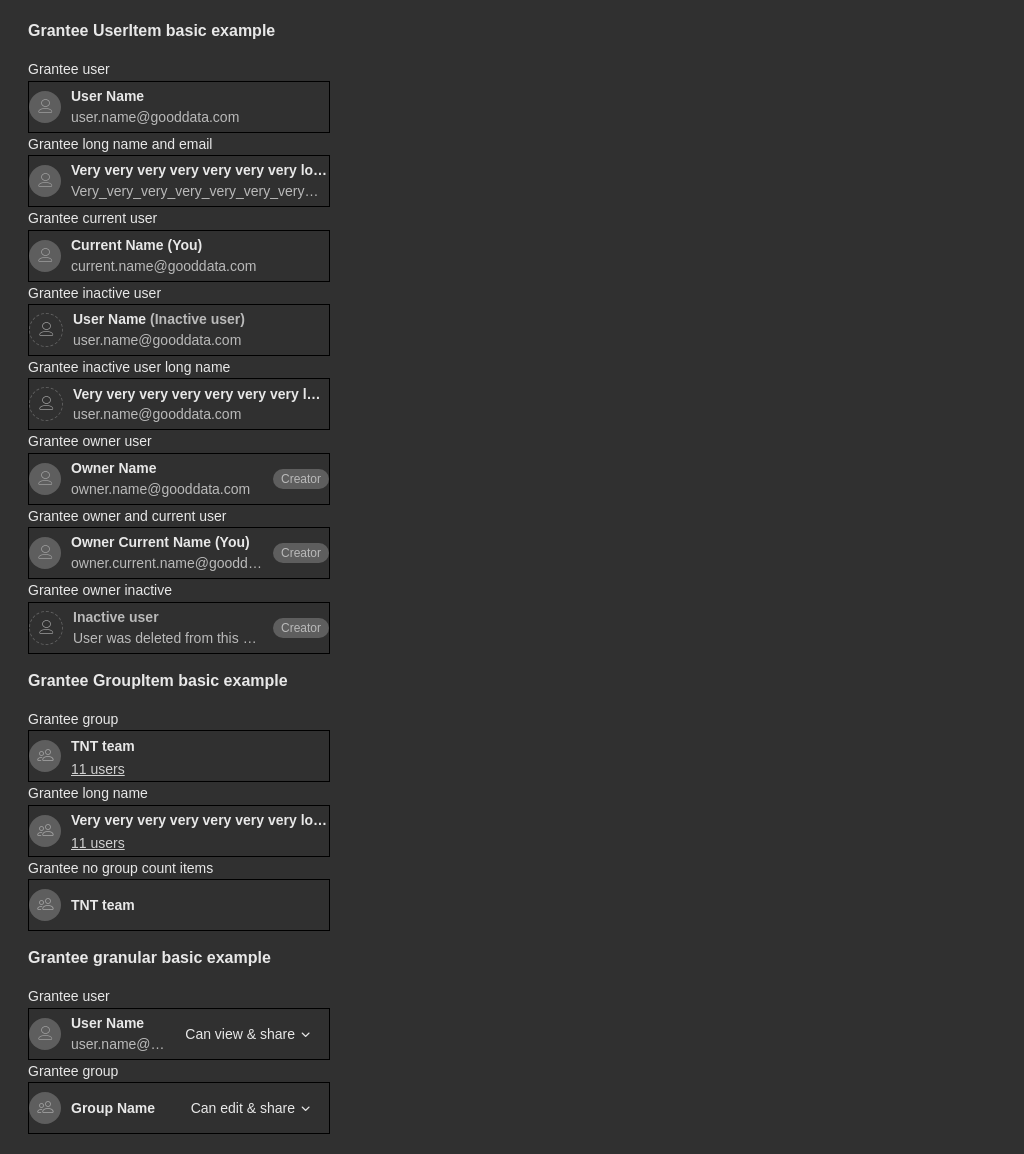 Grantee UserItem basic example
Grantee user
User Name
user.name@gooddata.com
Grantee long name and email
Very very very very very very very lo…
Very_very_very_very_very_very_very…
Grantee current user
Current Name (You)
current.name@gooddata.com
Grantee inactive user
User Name (Inactive user)
user.name@gooddata.com
Grantee inactive user long name
Very very very very very very very l…
user.name@gooddata.com
Grantee owner user
Owner Name
owner.name@gooddata.com
Creator
Grantee owner and current user
Owner Current Name (You)
owner.current.name@goodd…
Creator
Grantee owner inactive
Inactive user
User was deleted from this …
Creator
Grantee GroupItem basic example
Grantee group
TNT team
11 users
Grantee long name
Very very very very very very very lo…
11 users
Grantee no group count items
TNT team
Grantee granular basic example
Grantee user
User Name
user.name@…
Can view & share
Grantee group
Group Name
Can edit & share